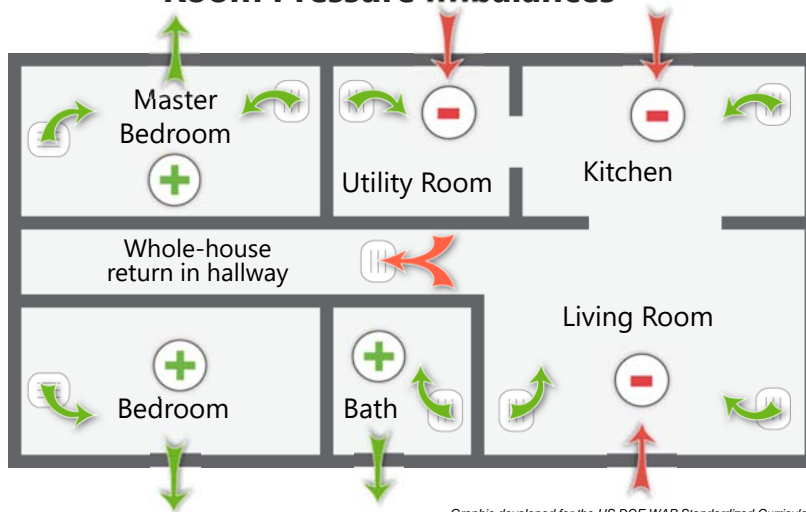 Room Pressure Imbalances
Master
Bedroom
Utility Room
Kitchen
Whole-house
return in hallway
Living Room
Bedroom
Bath
Graphic developed for the US DOE WAP Standardized